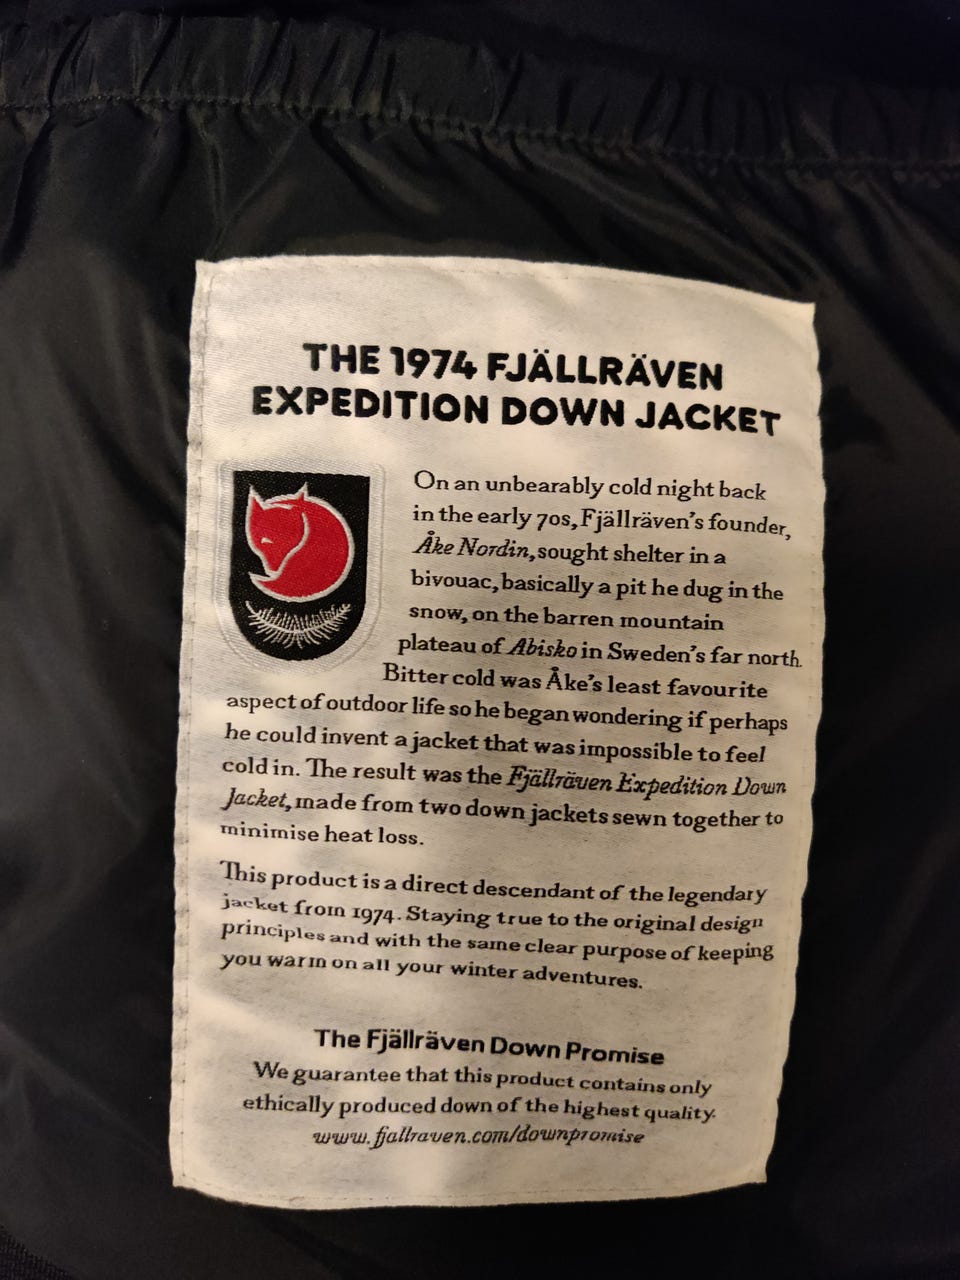 THE 1974 FJÄLLRÄVEN
EXPEDITION DOWN JACKET
On an unbearably cold night back
in the early 70s, Fjällräven's founder,
Åke Nordin, sought shelter in a
bivouac, basically a pit he dug in the
snow, on the barren mountain
plateau of Abisko in Sweden's far north.
Bitter cold was Åke's least favourite
aspect of outdoor life so he began wondering if perhaps
he could invent a jacket that was impossible to feel
cold in. The result was the Fjällräven Expedition Down
Jacket, made from two down jackets sewn together to
minimise heat loss.
This product is a direct descendant of the legendary
jacket from 1974. Staying true to the original design
principles and with the same clear purpose of keeping
you warm on all your winter adventures.
The Fjällräven Down Promise
We guarantee that this product contains only
ethically produced down of the highest quality.
www.fjallraven.com/downpromise